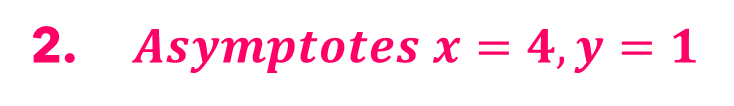 2. Asymptotes x = 4, y = 1